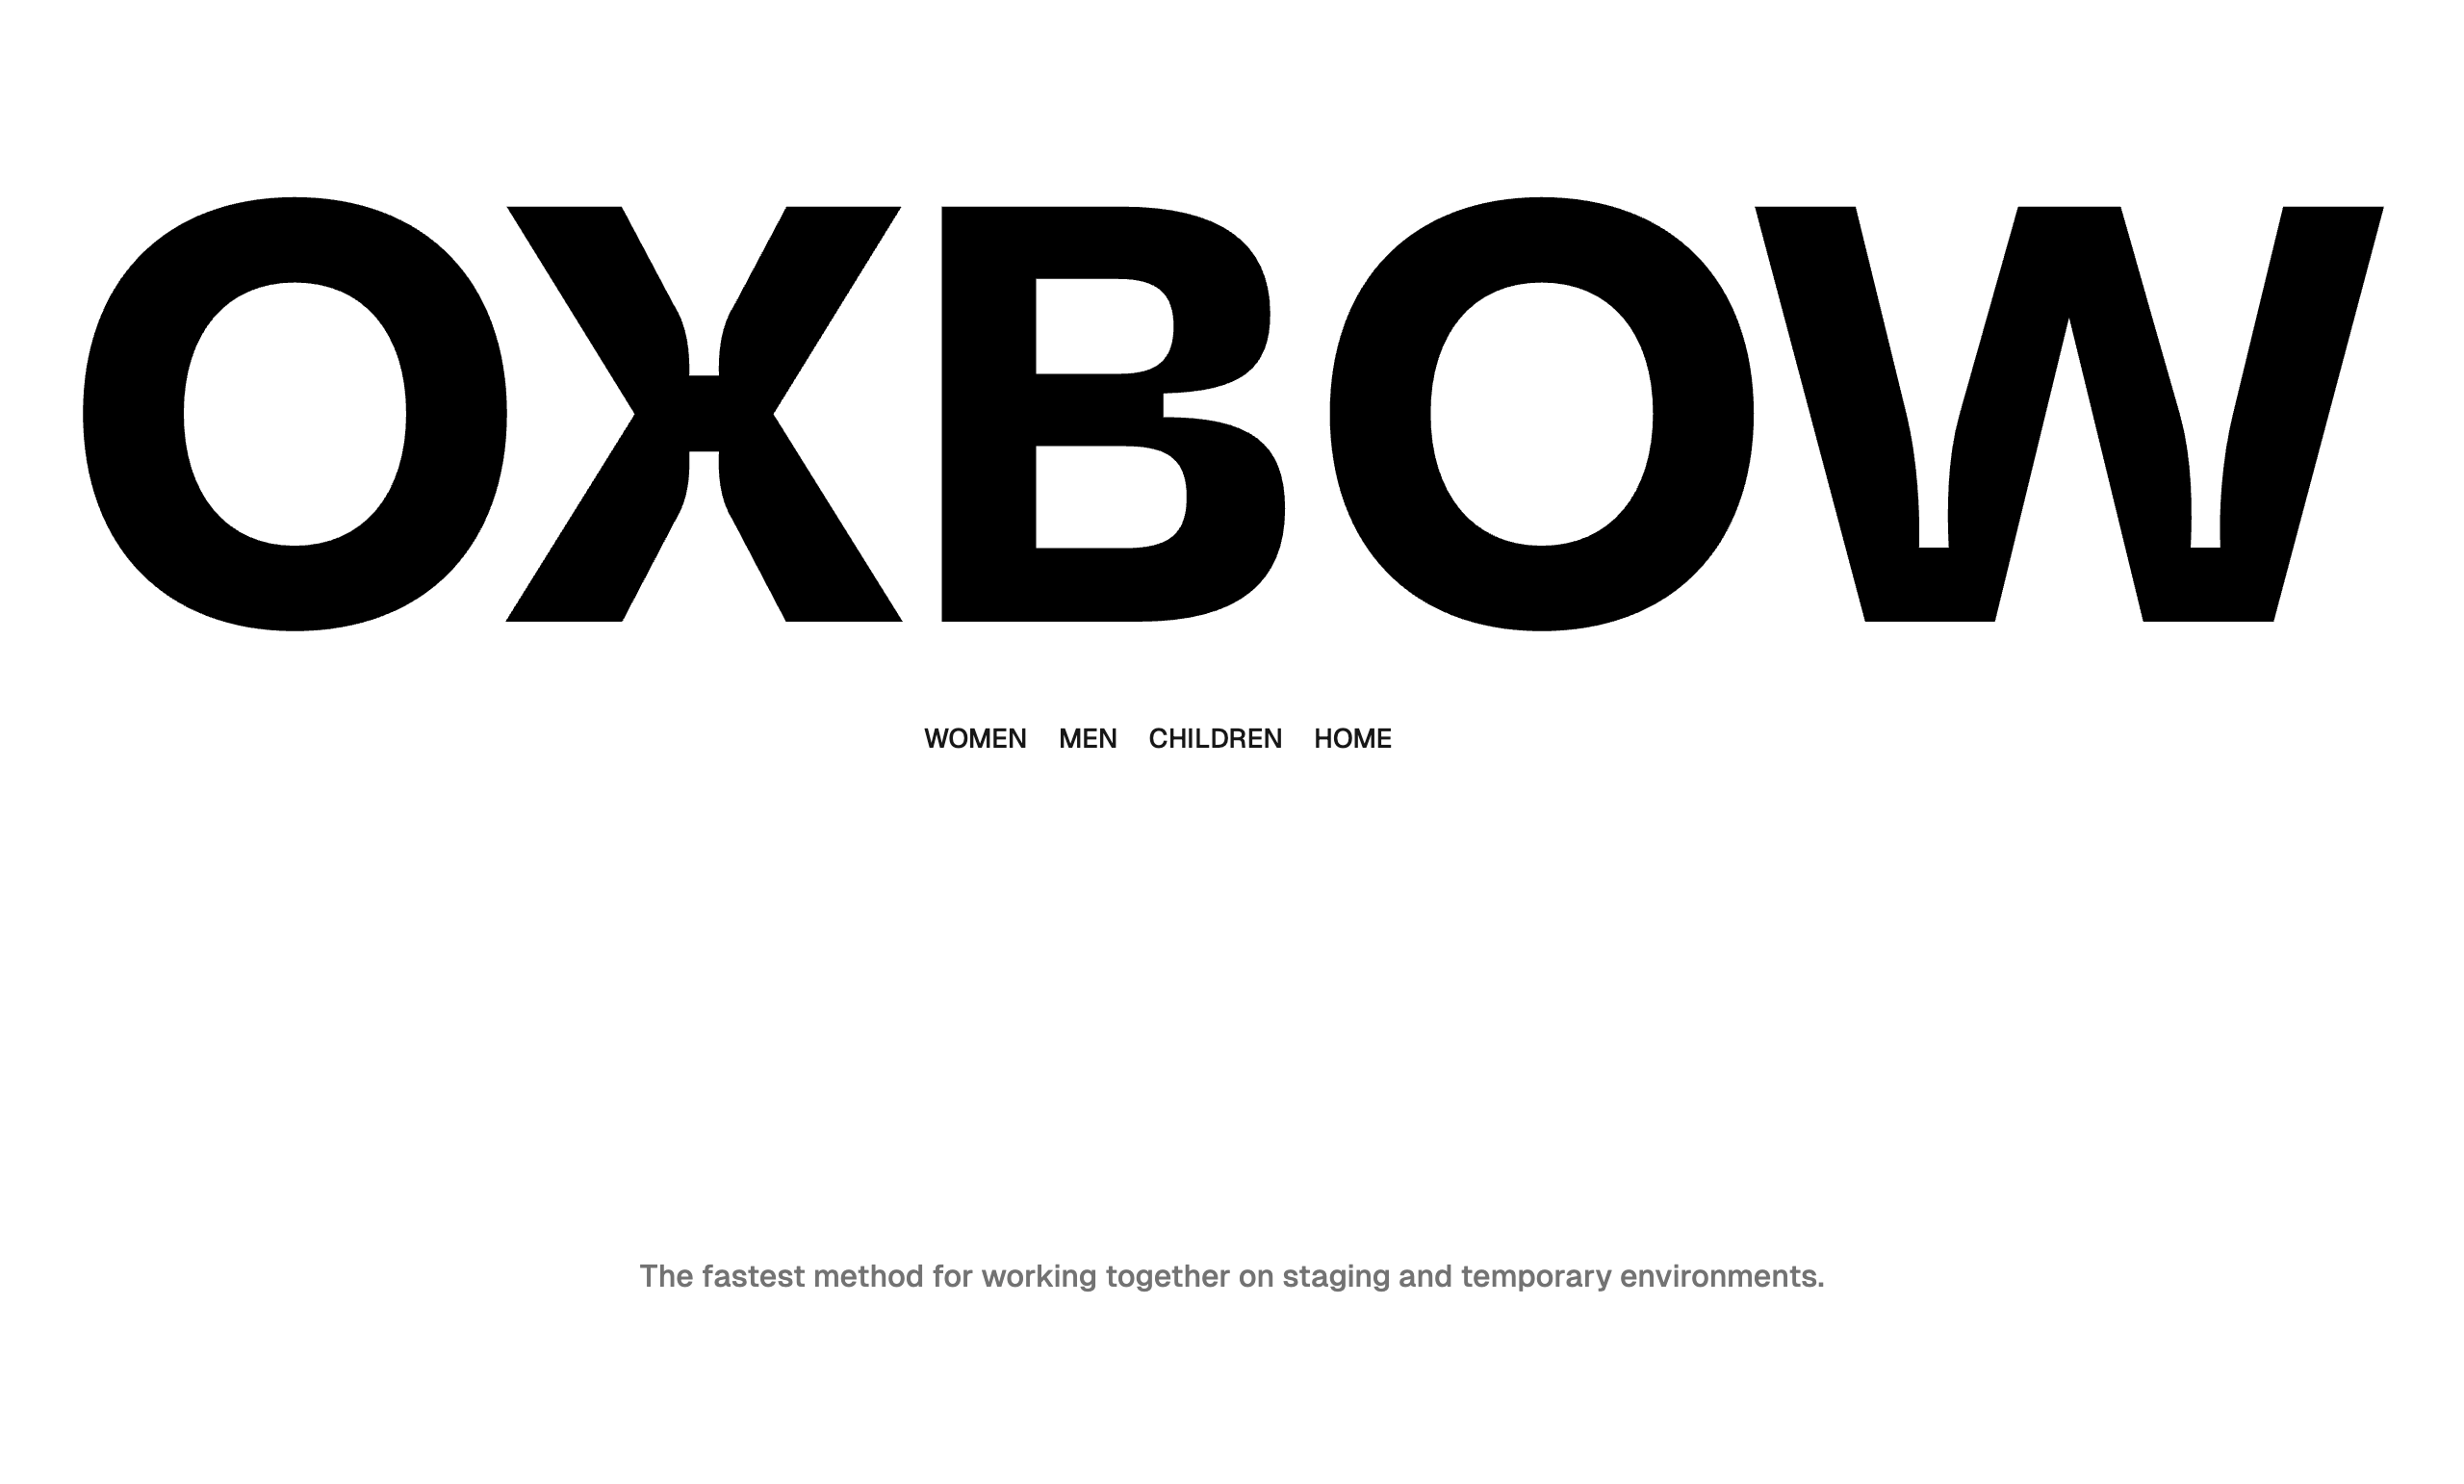 OXBOW
WOMEN MEN CHILDREN HOME
The fastest method for working together on staging and temporary environments.